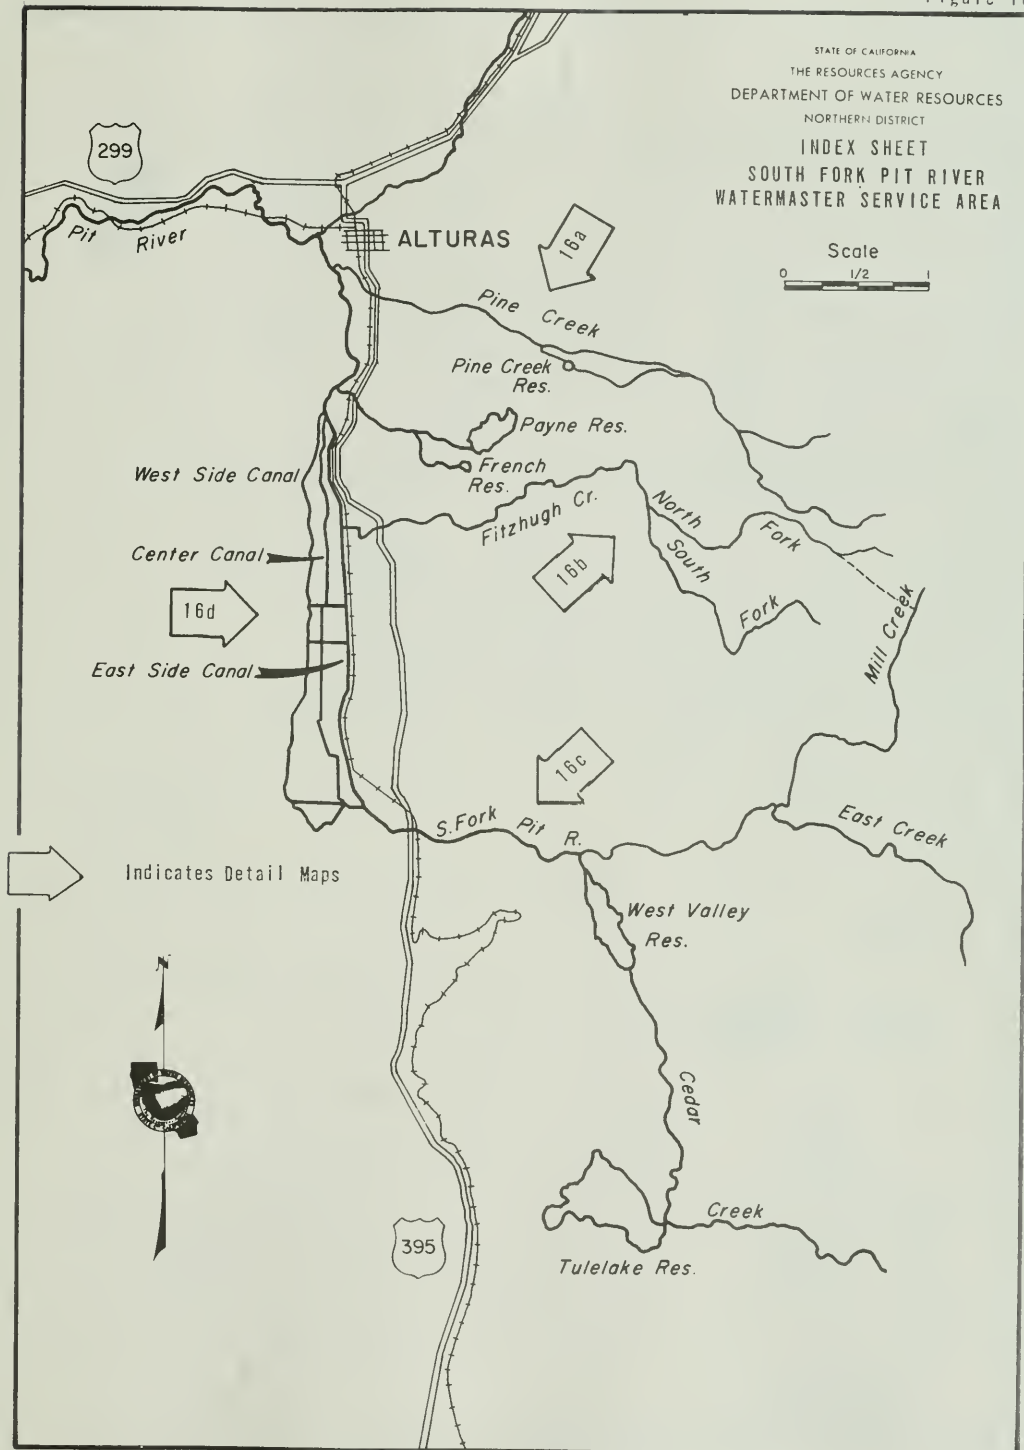 Figure
STATE OF CALIFORNIA
THE RESOURCES AGENCY
DEPARTMENT OF WATER RESOURCES
NORTHERN DISTRICT
INDEX SHEET
SOUTH FORK PIT RIVER
WATERMASTER SERVICE AREA
Scale
0 1/2 1
299
Pit River
ALTURAS
16a
Pine Creek
Pine Creek
Res.
Payne Res.
French
Res.
West Side Canal
Fitzhugh Cr.
North Fork
South Fork
Center Canal
16b
16d
Mill Creek
East Side Canal
16c
S. Fork Pit R.
East Creek
Indicates Detail Maps
West Valley
Res.
N
Cedar Creek
395
Tulelake Res.